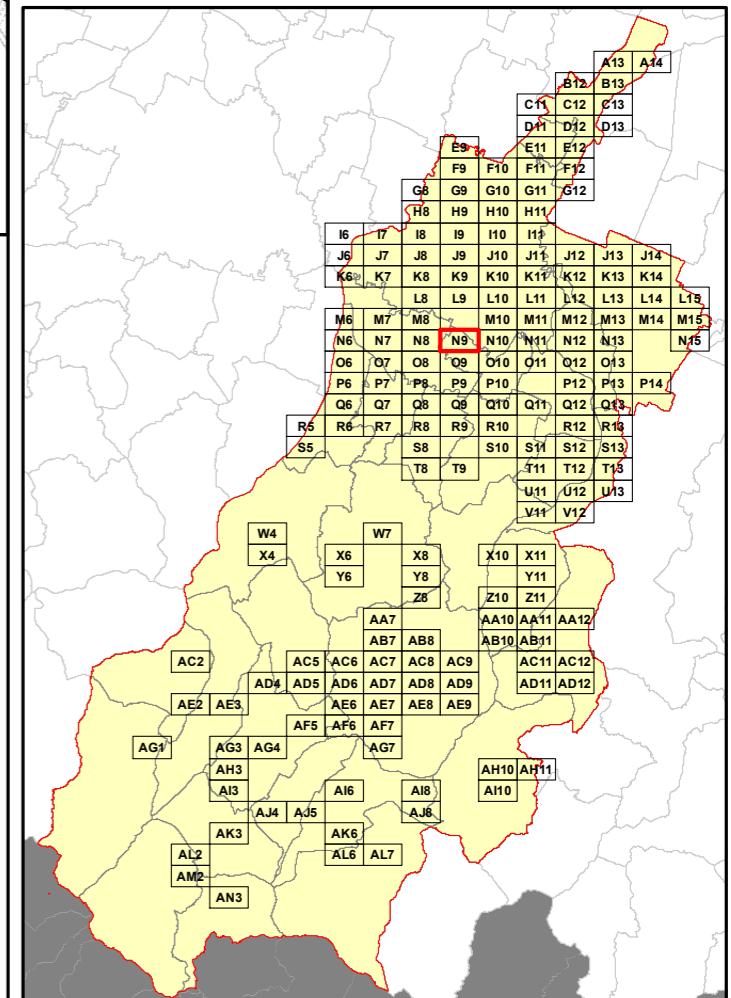 A13 A14
B12 B13
C11 C12 C13
D11 D12 D13
E9 E11 E12
F9 F10 F11 F12
G8 G9 G10 G11 G12
H8 H9 H10 H11
I6 I7 I8 I9 I10 I11
J6 J7 J8 J9 J10 J11 J12 J13 J14
K6 K7 K8 K9 K10 K11 K12 K13 K14
L8 L9 L10 L11 L12 L13 L14 L15
M6 M7 M8 M10 M11 M12 M13 M14 M15
N6 N7 N8 N9 N10 N11 N12 N13 N15
O6 O7 O8 O9 O10 O11 O12 O13
P6 P7 P8 P9 P10 P12 P13 P14
Q6 Q7 Q8 Q9 Q10 Q11 Q12 Q13
R5 R6 R7 R8 R9 R10 R12 R13
S5 S8 S10 S11 S12 S13
T8 T9 T11 T12 T13
U11 U12 U13
V11 V12
W4 W7
X4 X6 X8 X10 X11
Y6 Y8 Y11
Z8 Z10 Z11
AA7 AA10 AA11 AA12
AB7 AB8 AB10 AB11
AC2 AC5 AC6 AC7 AC8 AC9 AC11 AC12
AD4 AD5 AD6 AD7 AD8 AD9 AD11 AD12
AE2 AE3 AE6 AE7 AE8 AE9
AF5 AF6 AF7
AG1 AG3 AG4 AG7
AH3 AH10 AH11
AI3 AI6 AI8 AI10
AJ4 AJ5 AJ8
AK3 AK6
AL2 AL6 AL7
AM2
AN3